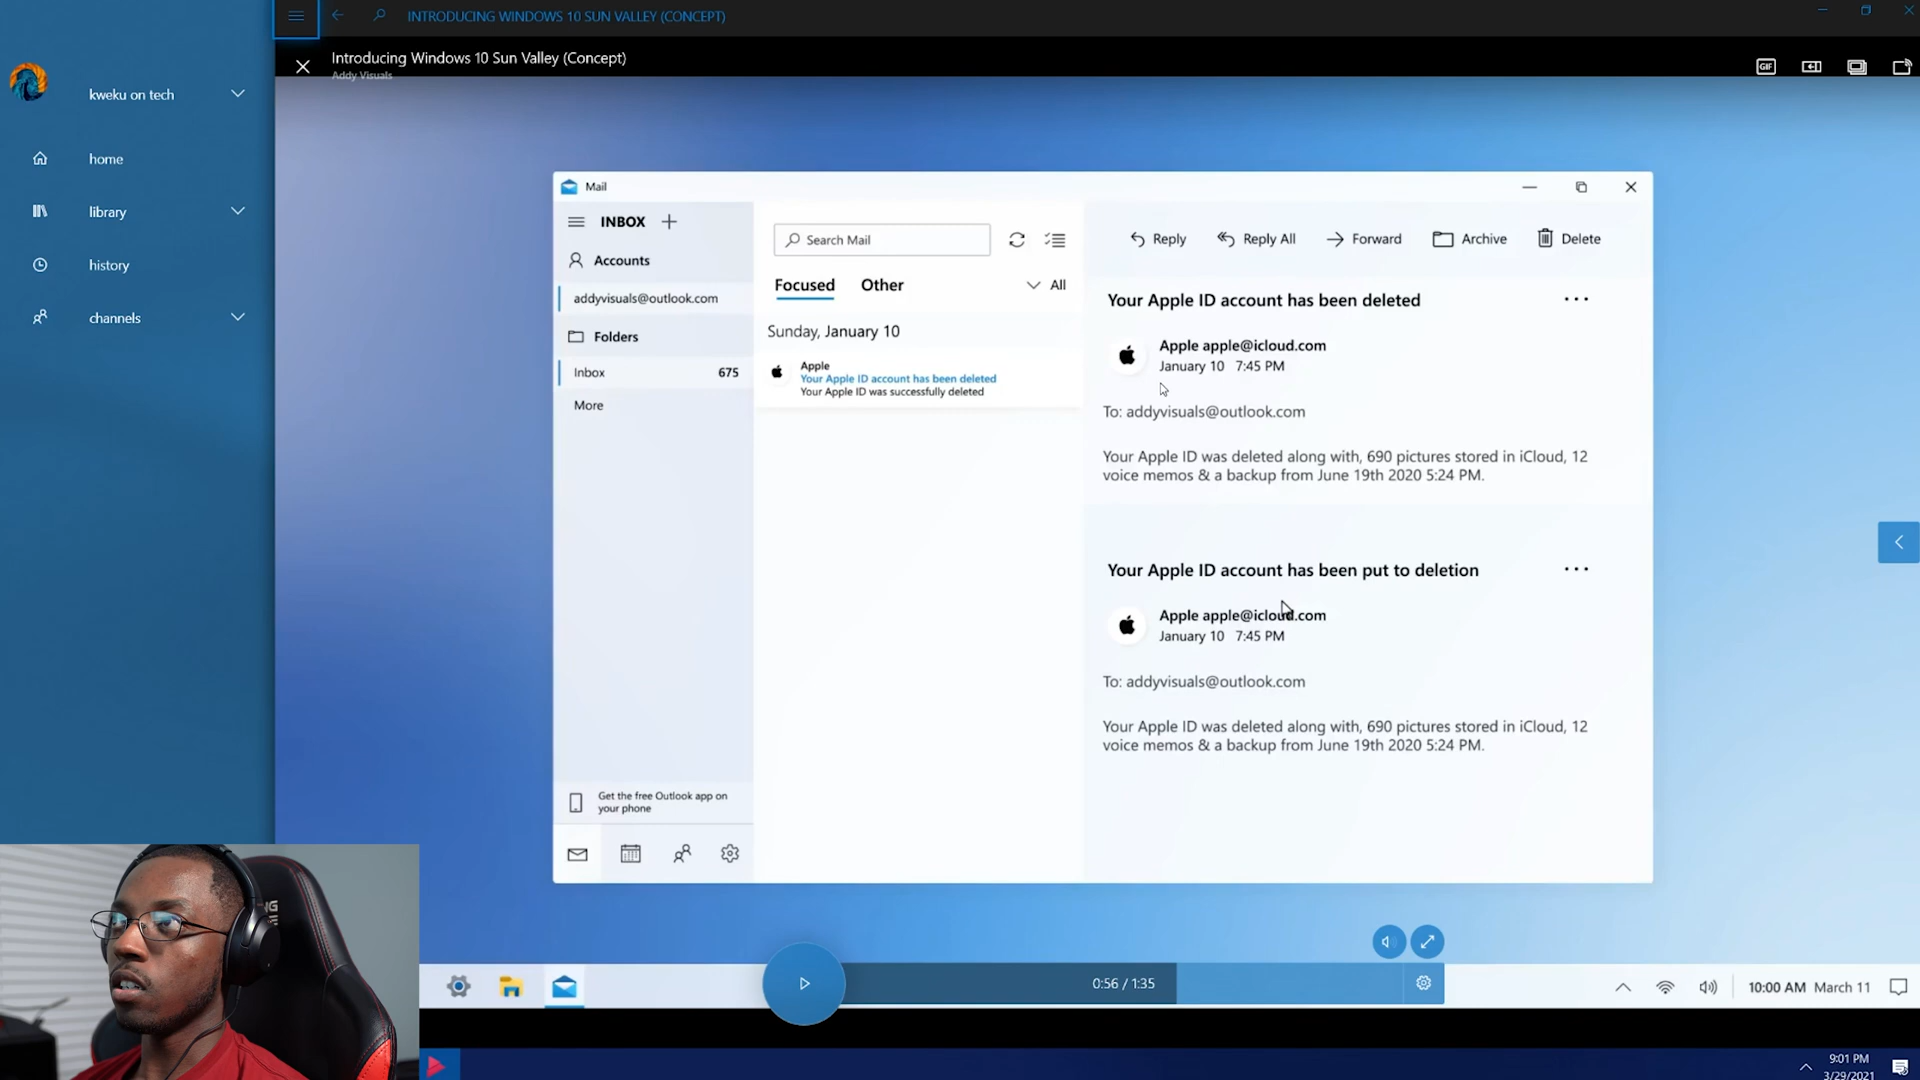 INTRODUCING WINDOWS 10 SUN VALLEY (CONCEPT)
Introducing Windows 10 Sun Valley (Concept)
Addy Visuals
GIF
kweku on tech
home
library
history
channels
Mail
INBOX
Accounts
addyvisuals@outlook.com
Folders
Inbox 675
More
Get the free Outlook app on
your phone
Search Mail
Focused Other All
Sunday, January 10
Apple
Your Apple ID account has been deleted
Your Apple ID was successfully deleted
Reply Reply All Forward Archive Delete
Your Apple ID account has been deleted
Apple apple@icloud.com
January 10 7:45 PM
To: addyvisuals@outlook.com
Your Apple ID was deleted along with, 690 pictures stored in iCloud, 12
voice memos & a backup from June 19th 2020 5:24 PM.
Your Apple ID account has been put to deletion
Apple apple@icloud.com
January 10 7:45 PM
To: addyvisuals@outlook.com
Your Apple ID was deleted along with, 690 pictures stored in iCloud, 12
voice memos & a backup from June 19th 2020 5:24 PM.
0:56 / 1:35
10:00 AM March 11
9:01 PM
3/29/2021